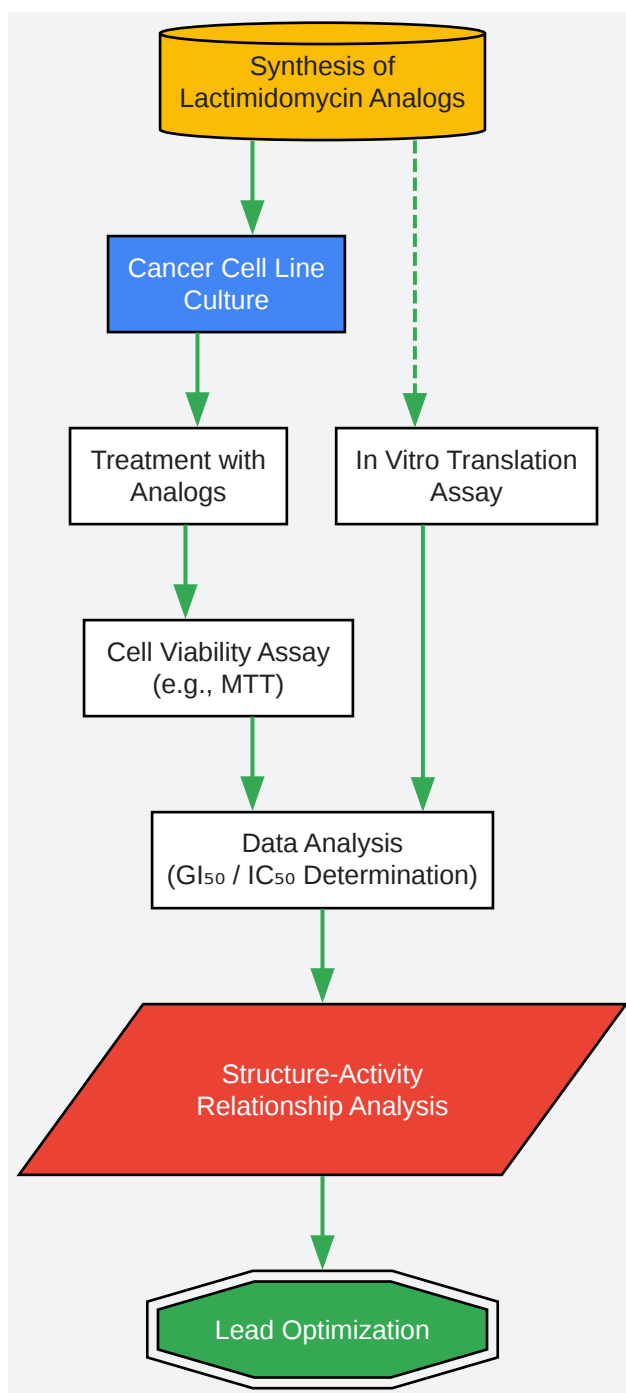 Synthesis of
Lactimidomycin Analogs
Cancer Cell Line
Culture
Treatment with
Analogs
In Vitro Translation
Assay
Cell Viability Assay
(e.g., MTT)
Data Analysis
(GI₅₀ / IC₅₀ Determination)
Structure-Activity
Relationship Analysis
Lead Optimization